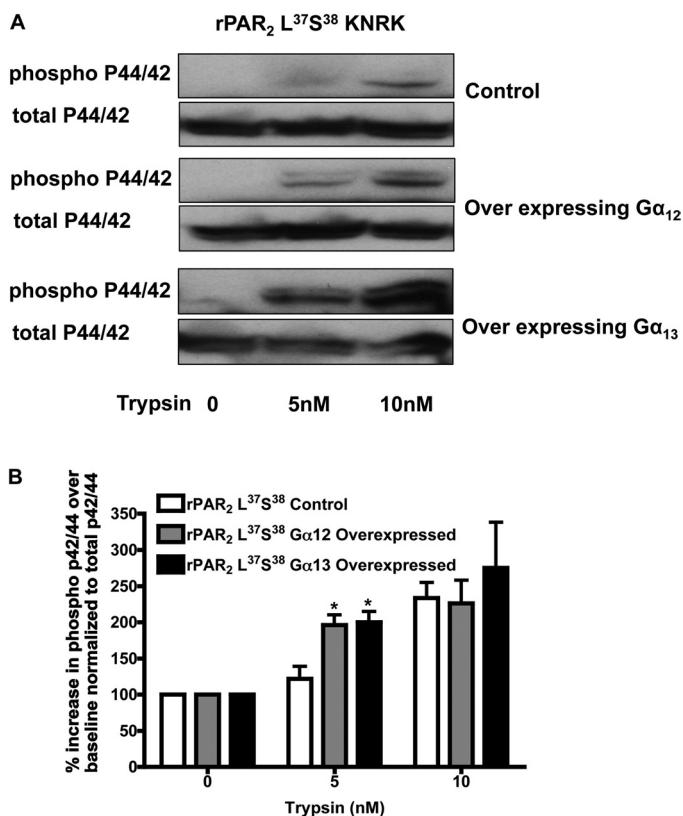 A
rPAR₂ L³⁷S³⁸ KNRK
phospho P44/42
total P44/42
Control
phospho P44/42
total P44/42
Over expressing Gα₁₂
phospho P44/42
total P44/42
Over expressing Gα₁₃
Trypsin 0 5nM 10nM
B
% increase in phospho p42/44 over
baseline normalized to total p42/44
350
300
250
200
150
100
50
0
rPAR₂ L³⁷S³⁸ Control
rPAR₂ L³⁷S³⁸ Gα12 Overexpressed
rPAR₂ L³⁷S³⁸ Gα13 Overexpressed
* *
0 5 10
Trypsin (nM)